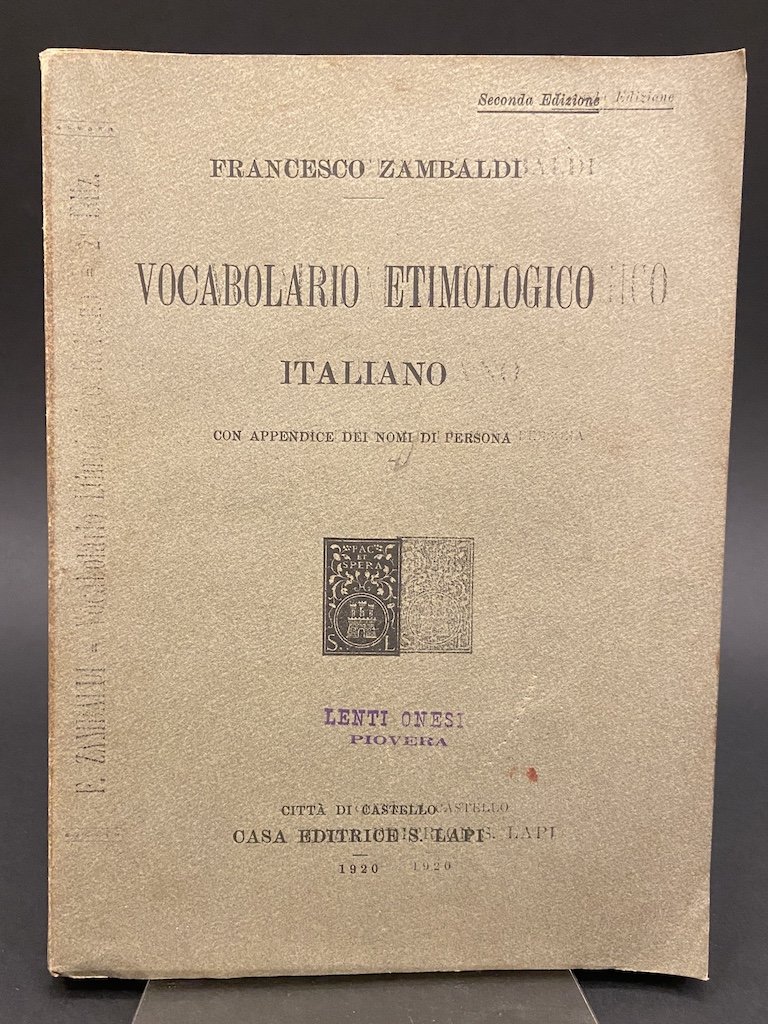 Seconda Edizione
FRANCESCO ZAMBALDI
VOCABOLARIO ETIMOLOGICO
ITALIANO
CON APPENDICE DEI NOMI DI PERSONA
FAC
ET
SPERA
S. L
LENTI ONESI
PIOVERA
CITTÀ DI CASTELLO
CASA EDITRICE S. LAPI
1920
F. ZAMBALDI - Vocabolario